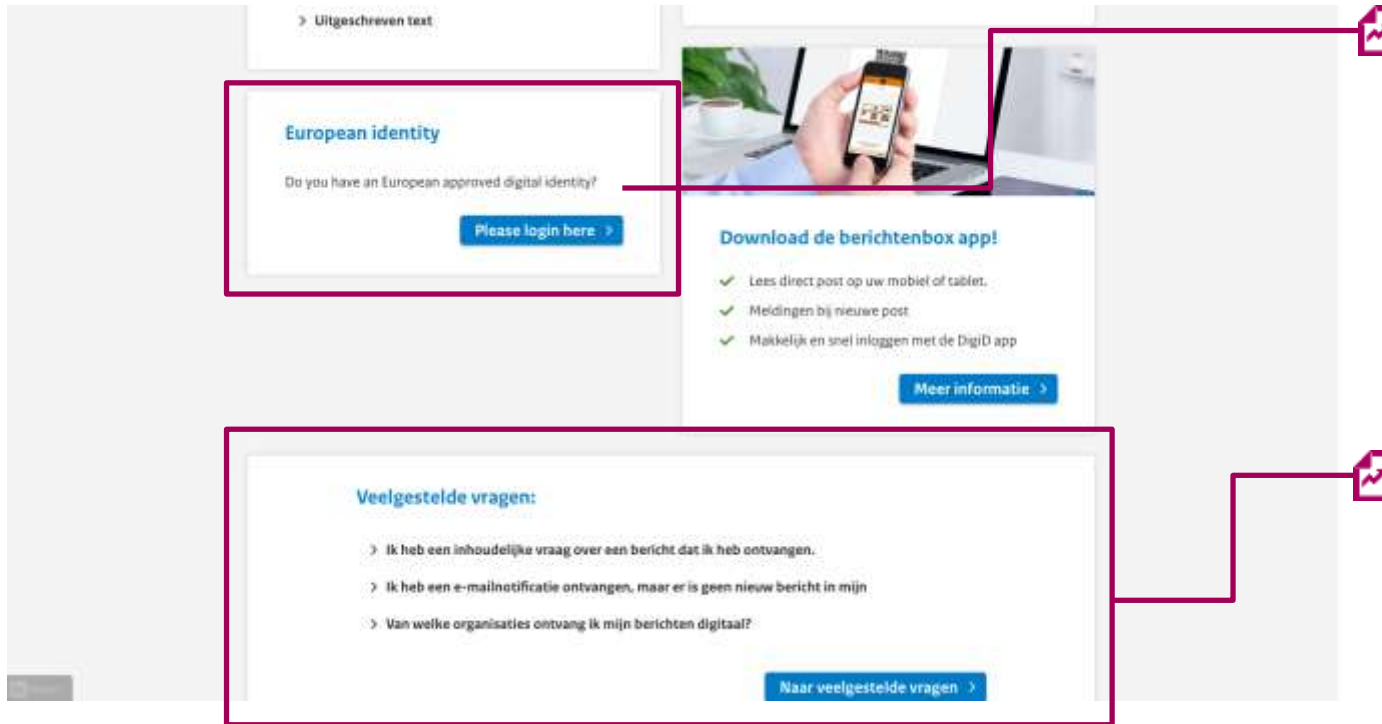 Uitgeschreven text
European identity
Do you have an European approved digital identity?
Please login here
Download de berichtenbox app!
Lees direct post op uw mobiel of tablet.
Meldingen bij nieuwe post
Makkelijk en snel inloggen met de DigiD app
Meer informatie
Veelgestelde vragen:
Ik heb een inhoudelijke vraag over een bericht dat ik heb ontvangen.
Ik heb een e-mailnotificatie ontvangen, maar er is geen nieuw bericht in mijn
Van welke organisaties ontvang ik mijn berichten digitaal?
Naar veelgestelde vragen